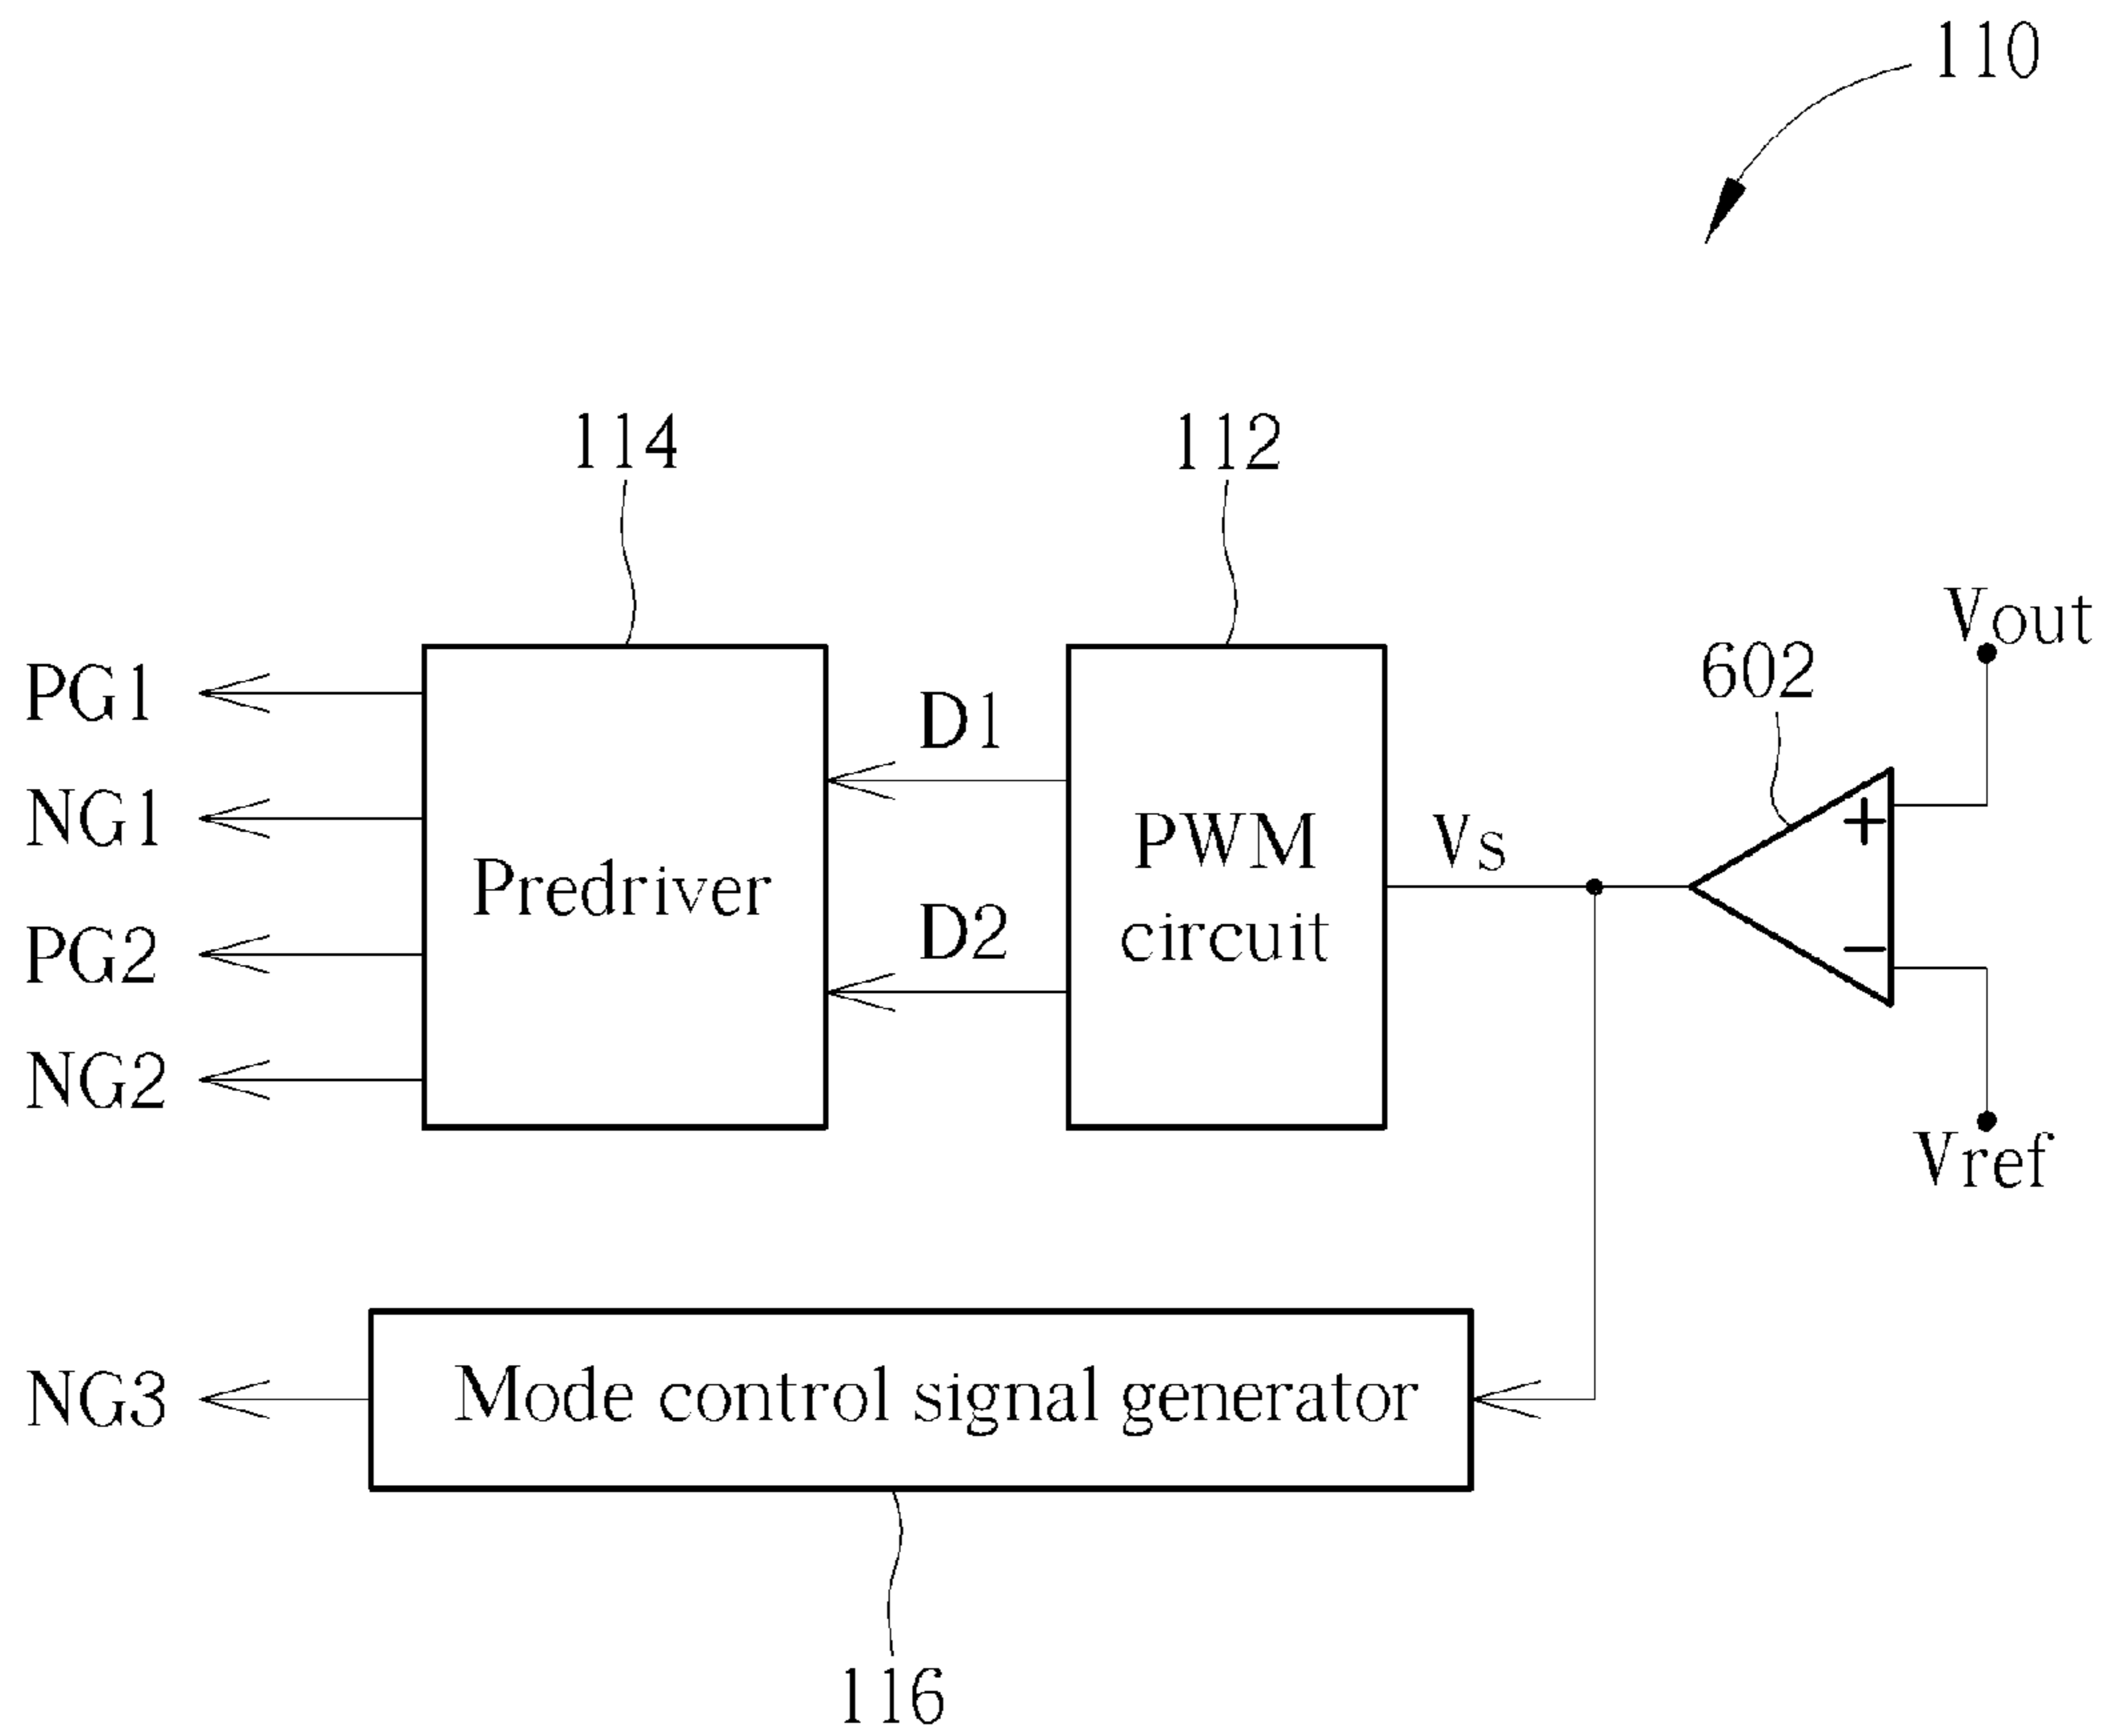 110
114
112
Vout
602
PG1
D1
NG1
PWM
circuit
Vs
Predriver
D2
PG2
NG2
Vref
NG3
Mode control signal generator
116